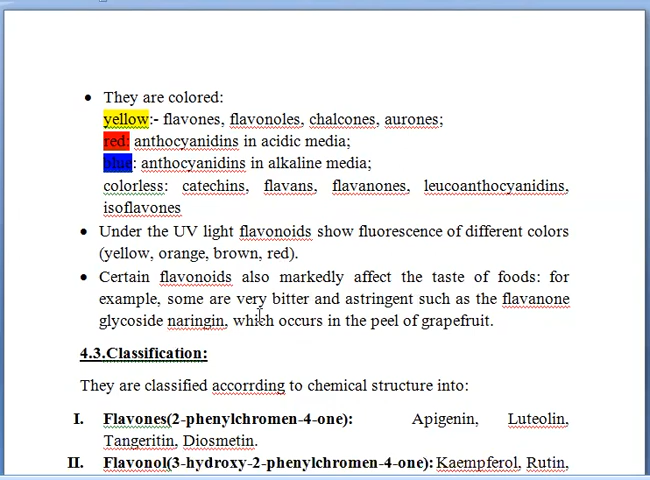 • They are colored:
yellow:- flavones, flavonoles, chalcones, aurones;
red: anthocyanidins in acidic media;
blue: anthocyanidins in alkaline media;
colorless: catechins, flavans, flavanones, leucoanthocyanidins,
isoflavones
• Under the UV light flavonoids show fluorescence of different colors
(yellow, orange, brown, red).
• Certain flavonoids also markedly affect the taste of foods: for
example, some are very bitter and astringent such as the flavanone
glycoside naringin, which occurs in the peel of grapefruit.
4.3.Classification:
They are classified accorrding to chemical structure into:
I. Flavones(2-phenylchromen-4-one): Apigenin, Luteolin,
Tangeritin, Diosmetin.
II. Flavonol(3-hydroxy-2-phenylchromen-4-one): Kaempferol, Rutin,